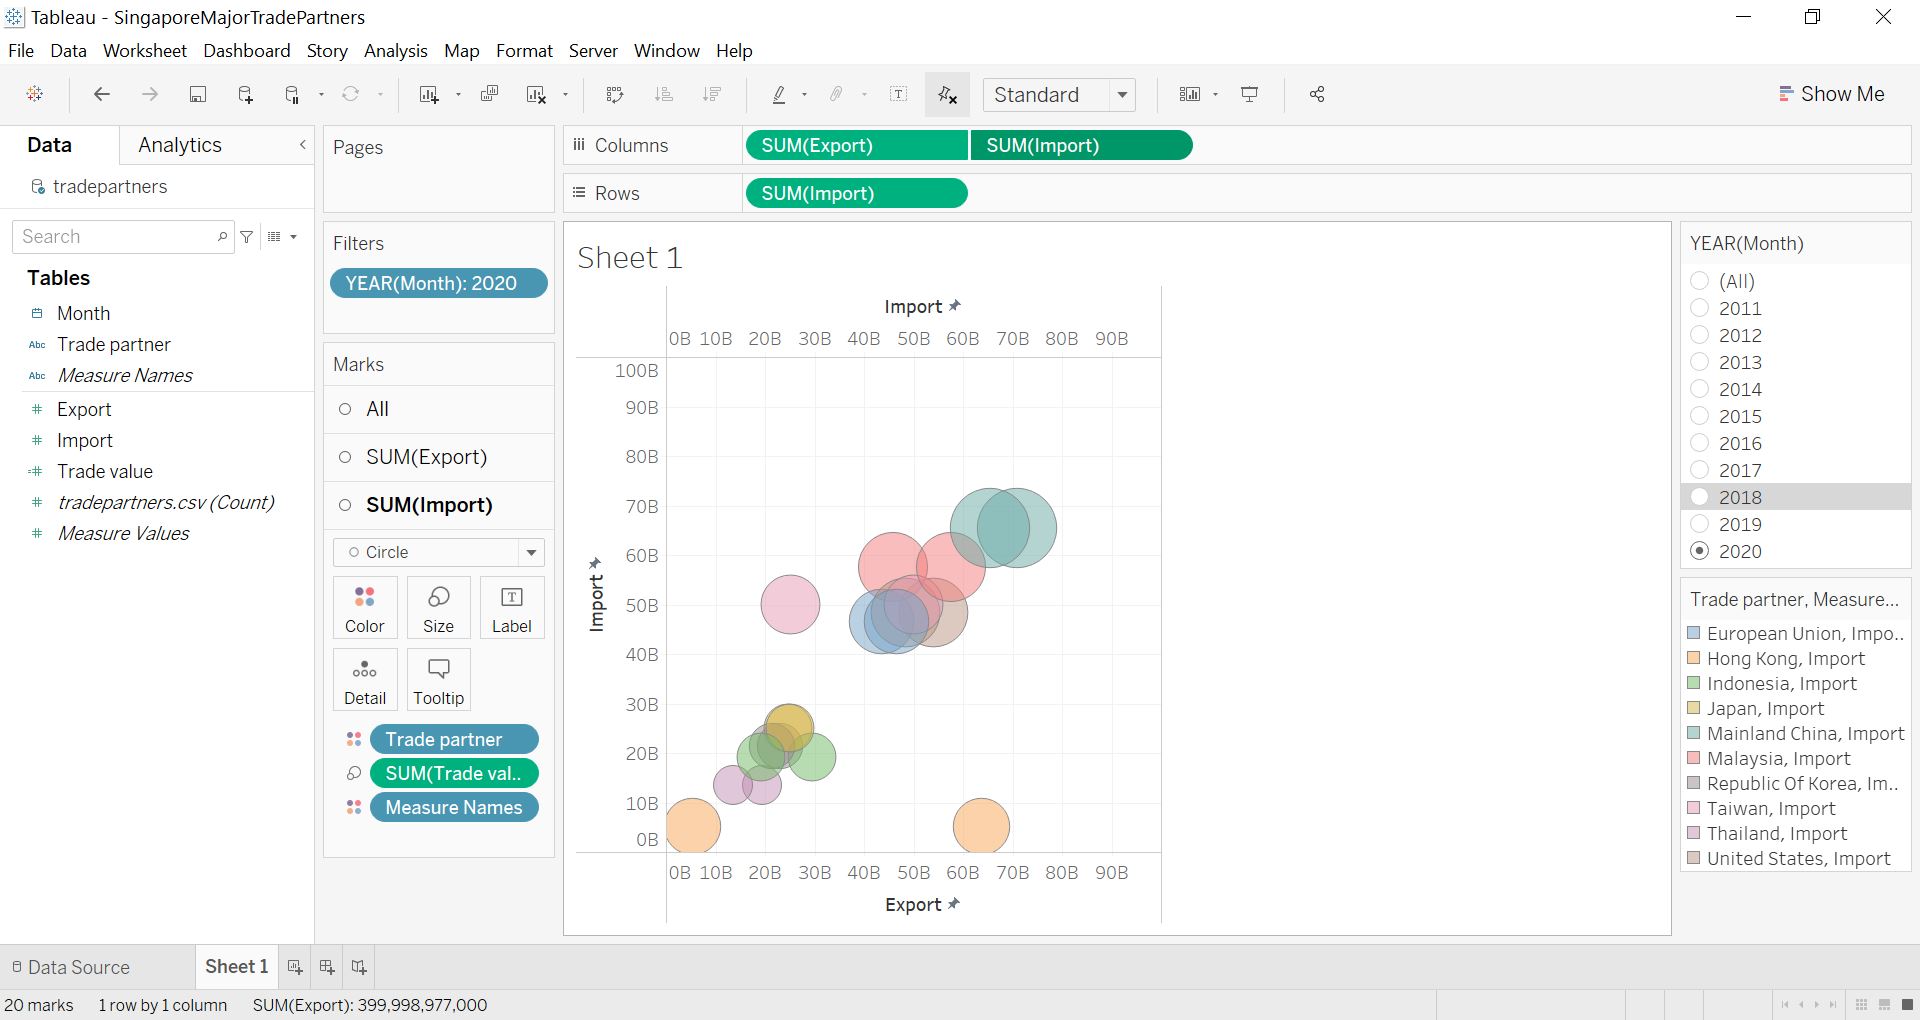 Tableau - SingaporeMajorTradePartners
File Data Worksheet Dashboard Story Analysis Map Format Server Window Help
Standard
Show Me
Data Analytics
tradepartners
Search
Tables
Month
Abc Trade partner
Abc Measure Names
# Export
# Import
=# Trade value
# tradepartners.csv (Count)
# Measure Values
Pages
Filters
YEAR(Month): 2020
Marks
All
SUM(Export)
SUM(Import)
Circle
Color Size Label
Detail Tooltip
Trade partner
SUM(Trade val..
Measure Names
Columns SUM(Export) SUM(Import)
Rows SUM(Import)
Sheet 1
Import
0B 10B 20B 30B 40B 50B 60B 70B 80B 90B
100B
90B
80B
70B
60B
50B
40B
30B
20B
10B
0B
Import
0B 10B 20B 30B 40B 50B 60B 70B 80B 90B
Export
YEAR(Month)
(All)
2011
2012
2013
2014
2015
2016
2017
2018
2019
2020
Trade partner, Measure...
European Union, Impo..
Hong Kong, Import
Indonesia, Import
Japan, Import
Mainland China, Import
Malaysia, Import
Republic Of Korea, Im..
Taiwan, Import
Thailand, Import
United States, Import
Data Source Sheet 1
20 marks 1 row by 1 column SUM(Export): 399,998,977,000